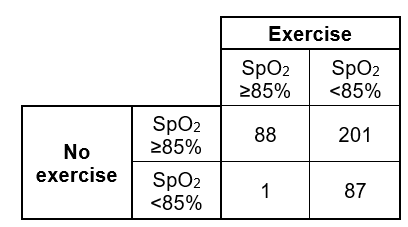 Exercise
SpO2 SpO2
≥85% <85%
No exercise
SpO2
≥85% 88 201
SpO2
<85% 1 87